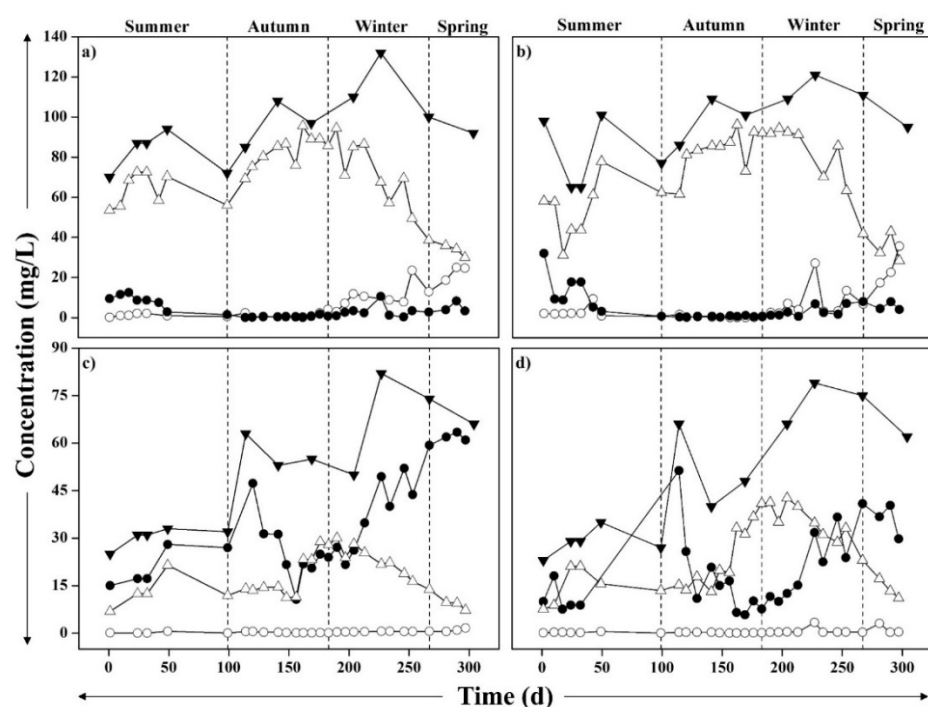 Summer Autumn Winter Spring Summer Autumn Winter Spring
140 a) b)
120
100
80
60
40
20
0
90 c) d)
75
60
45
30
15
0
0 50 100 150 200 250 300 0 50 100 150 200 250 300
Concentration (mg/L)
Time (d)